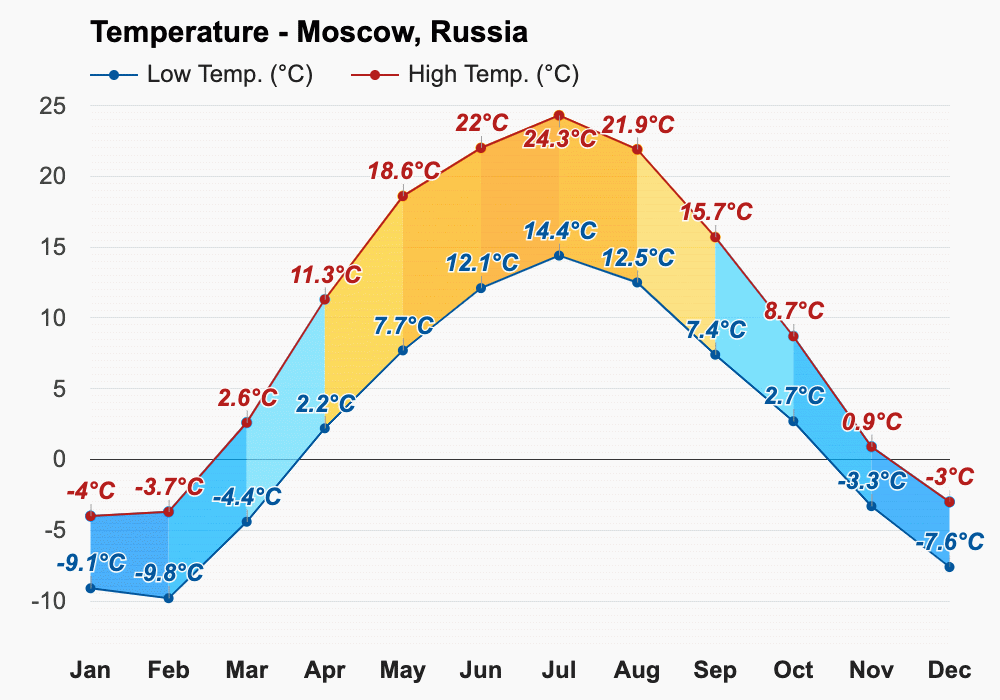 Temperature - Moscow, Russia
Low Temp. (°C) High Temp. (°C)
25
20
15
10
5
0
-5
-10
-4°C -3.7°C 2.6°C 11.3°C 18.6°C 22°C 24.3°C 21.9°C 15.7°C 8.7°C 0.9°C -3°C
-9.1°C -9.8°C -4.4°C 2.2°C 7.7°C 12.1°C 14.4°C 12.5°C 7.4°C 2.7°C -3.3°C -7.6°C
Jan Feb Mar Apr May Jun Jul Aug Sep Oct Nov Dec